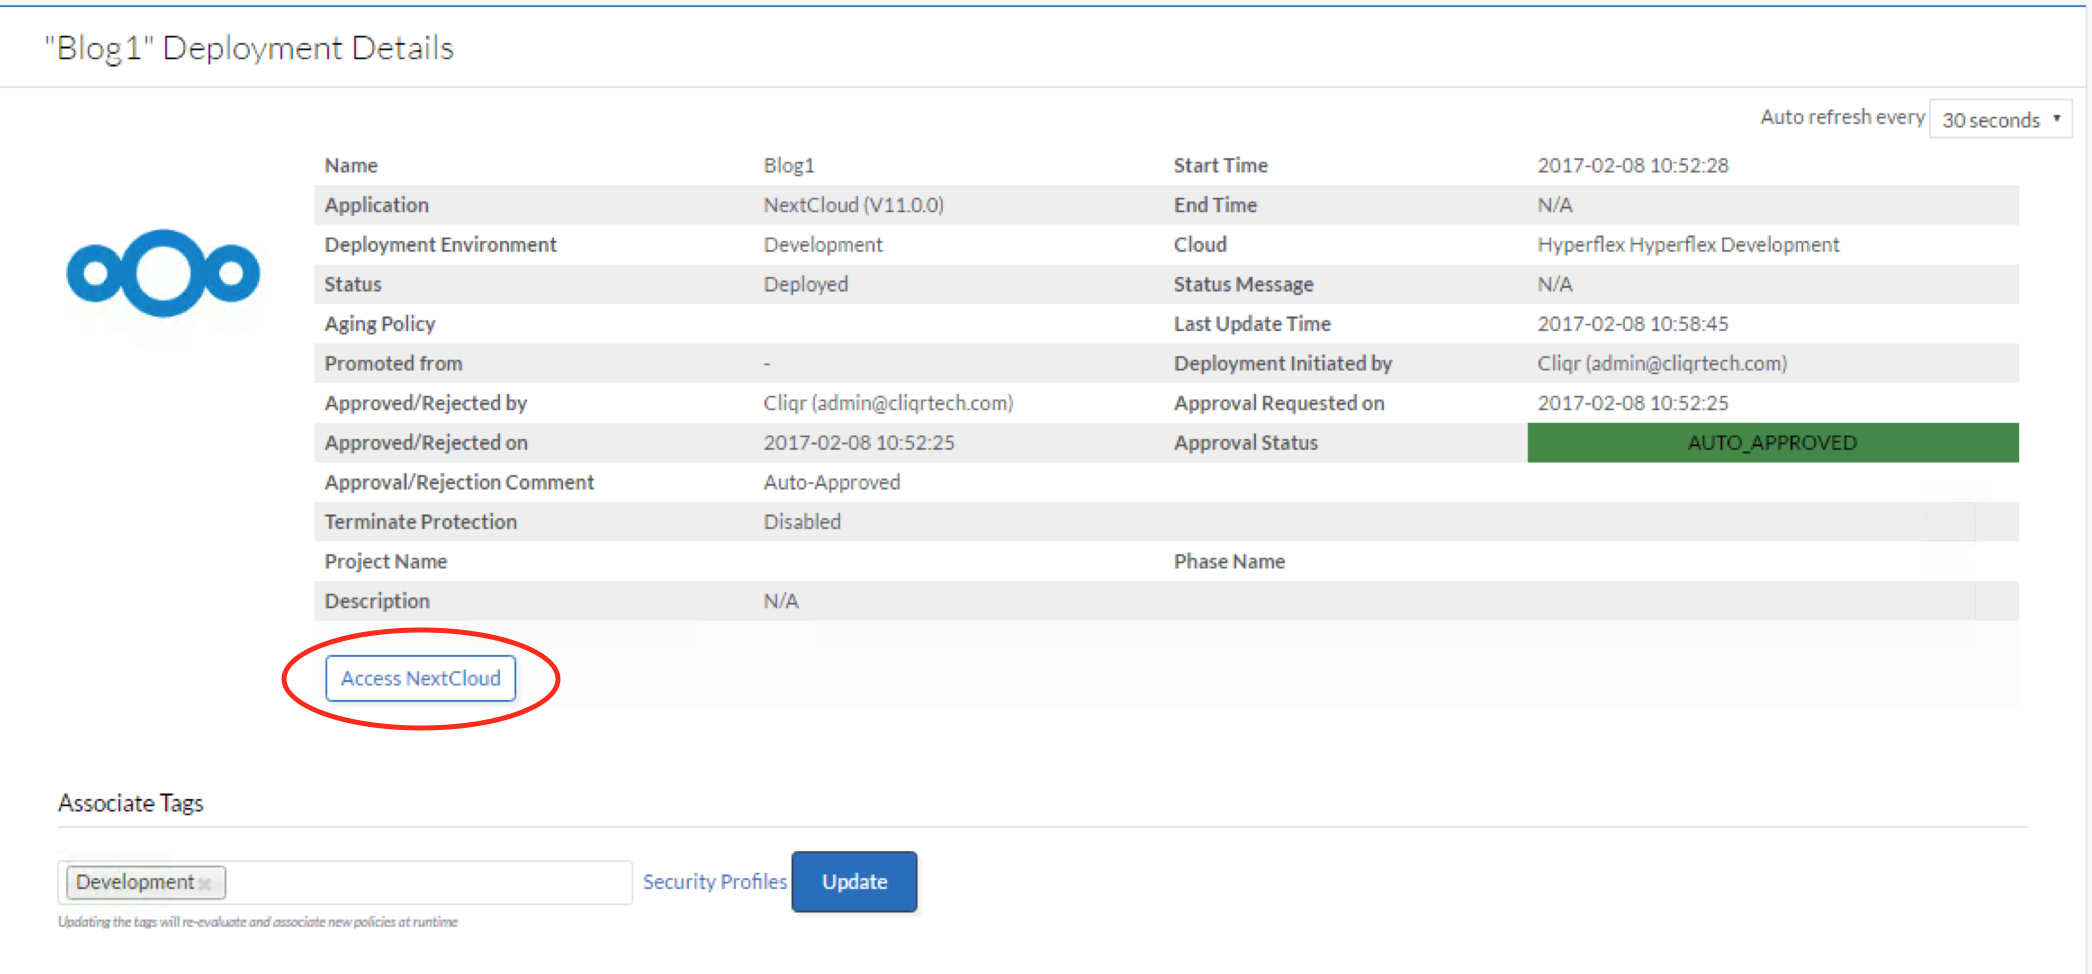 "Blog1" Deployment Details
Auto refresh every 30 seconds
Name Blog1 Start Time 2017-02-08 10:52:28
Application NextCloud (V11.0.0) End Time N/A
Deployment Environment Development Cloud Hyperflex Hyperflex Development
Status Deployed Status Message N/A
Aging Policy Last Update Time 2017-02-08 10:58:45
Promoted from - Deployment Initiated by Cliqr (admin@cliqrtech.com)
Approved/Rejected by Cliqr (admin@cliqrtech.com) Approval Requested on 2017-02-08 10:52:25
Approved/Rejected on 2017-02-08 10:52:25 Approval Status AUTO_APPROVED
Approval/Rejection Comment Auto-Approved
Terminate Protection Disabled
Project Name Phase Name
Description N/A
Access NextCloud
Associate Tags
Development Security Profiles Update
Updating the tags will re-evaluate and associate new policies at runtime